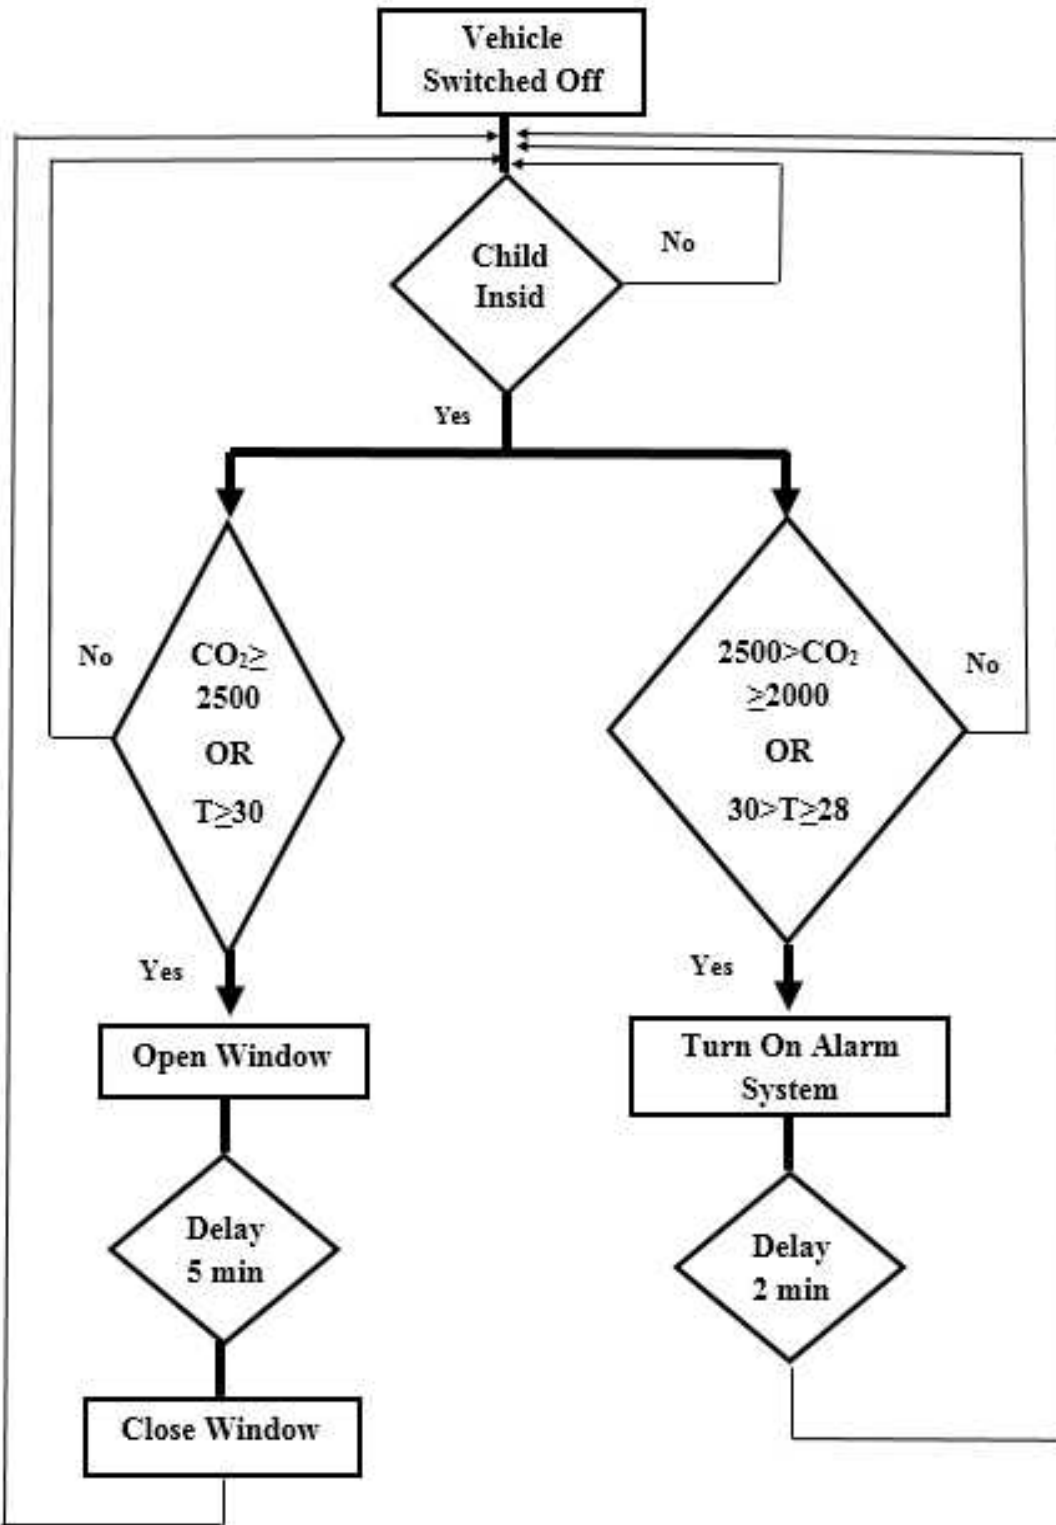 Vehicle
Switched Off
Child
Insid
No
Yes
No
CO₂≥
2500
OR
T≥30
2500>CO₂
≥2000
OR
30>T≥28
No
Yes
Yes
Open Window
Turn On Alarm
System
Delay
5 min
Delay
2 min
Close Window